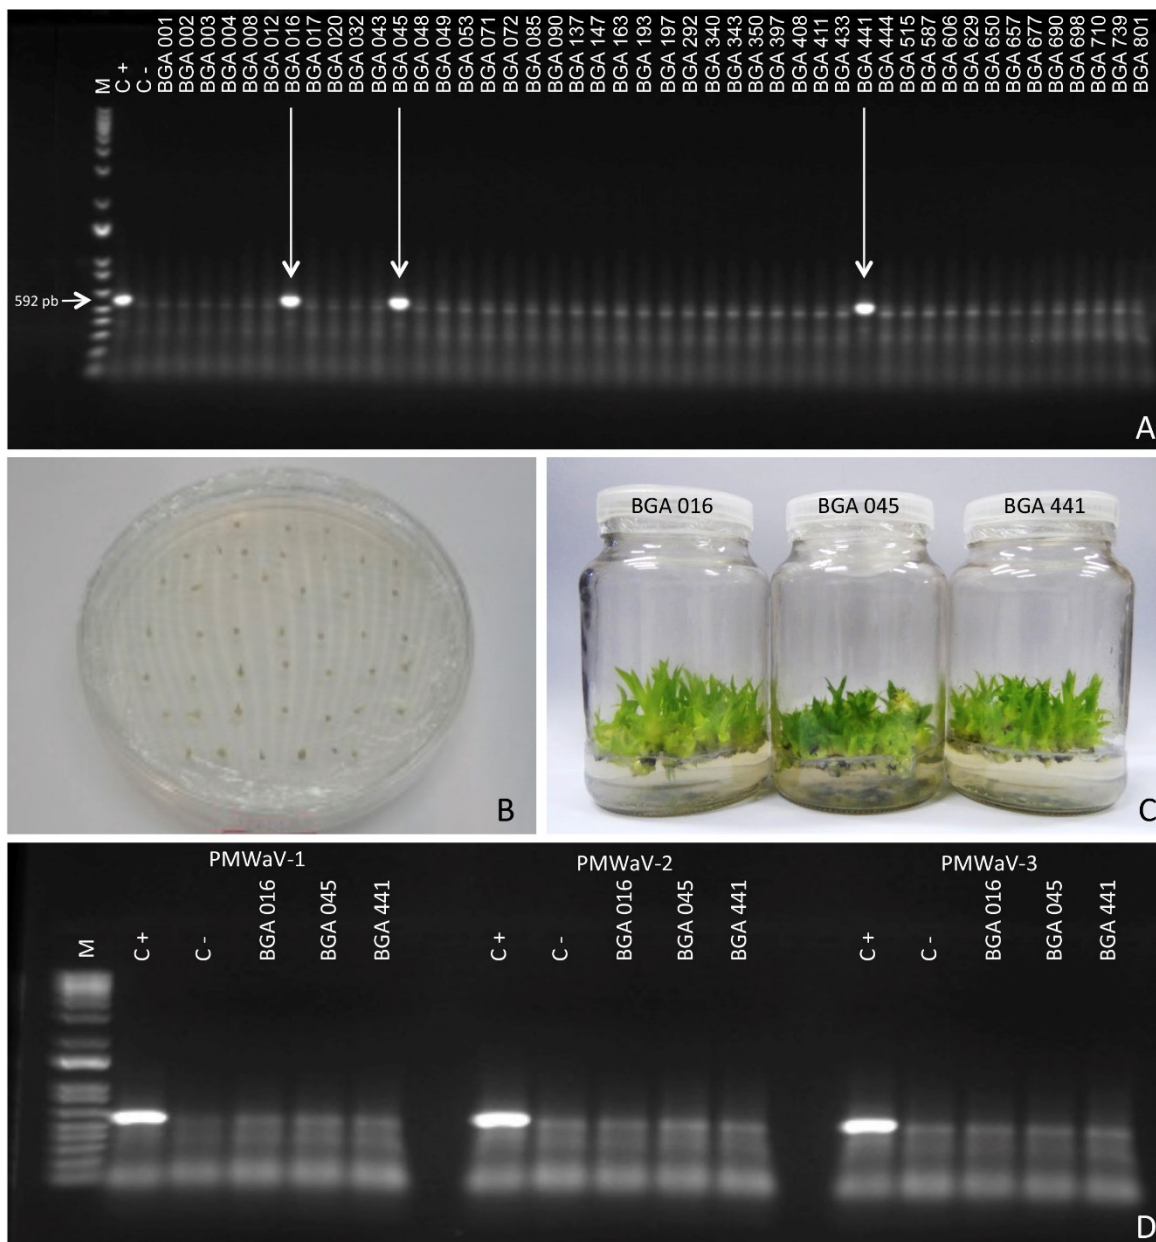 M
C +
C -
BGA 001
BGA 002
BGA 003
BGA 004
BGA 008
BGA 012
BGA 016
BGA 017
BGA 020
BGA 032
BGA 043
BGA 045
BGA 048
BGA 049
BGA 053
BGA 071
BGA 072
BGA 085
BGA 090
BGA 137
BGA 147
BGA 163
BGA 193
BGA 197
BGA 292
BGA 340
BGA 343
BGA 350
BGA 397
BGA 408
BGA 411
BGA 433
BGA 441
BGA 444
BGA 515
BGA 587
BGA 606
BGA 629
BGA 650
BGA 657
BGA 677
BGA 690
BGA 698
BGA 710
BGA 739
BGA 801
592 pb
A
B
BGA 016
BGA 045
BGA 441
C
PMWaV-1
PMWaV-2
PMWaV-3
M
C +
C -
BGA 016
BGA 045
BGA 441
C +
C -
BGA 016
BGA 045
BGA 441
C +
C -
BGA 016
BGA 045
BGA 441
D